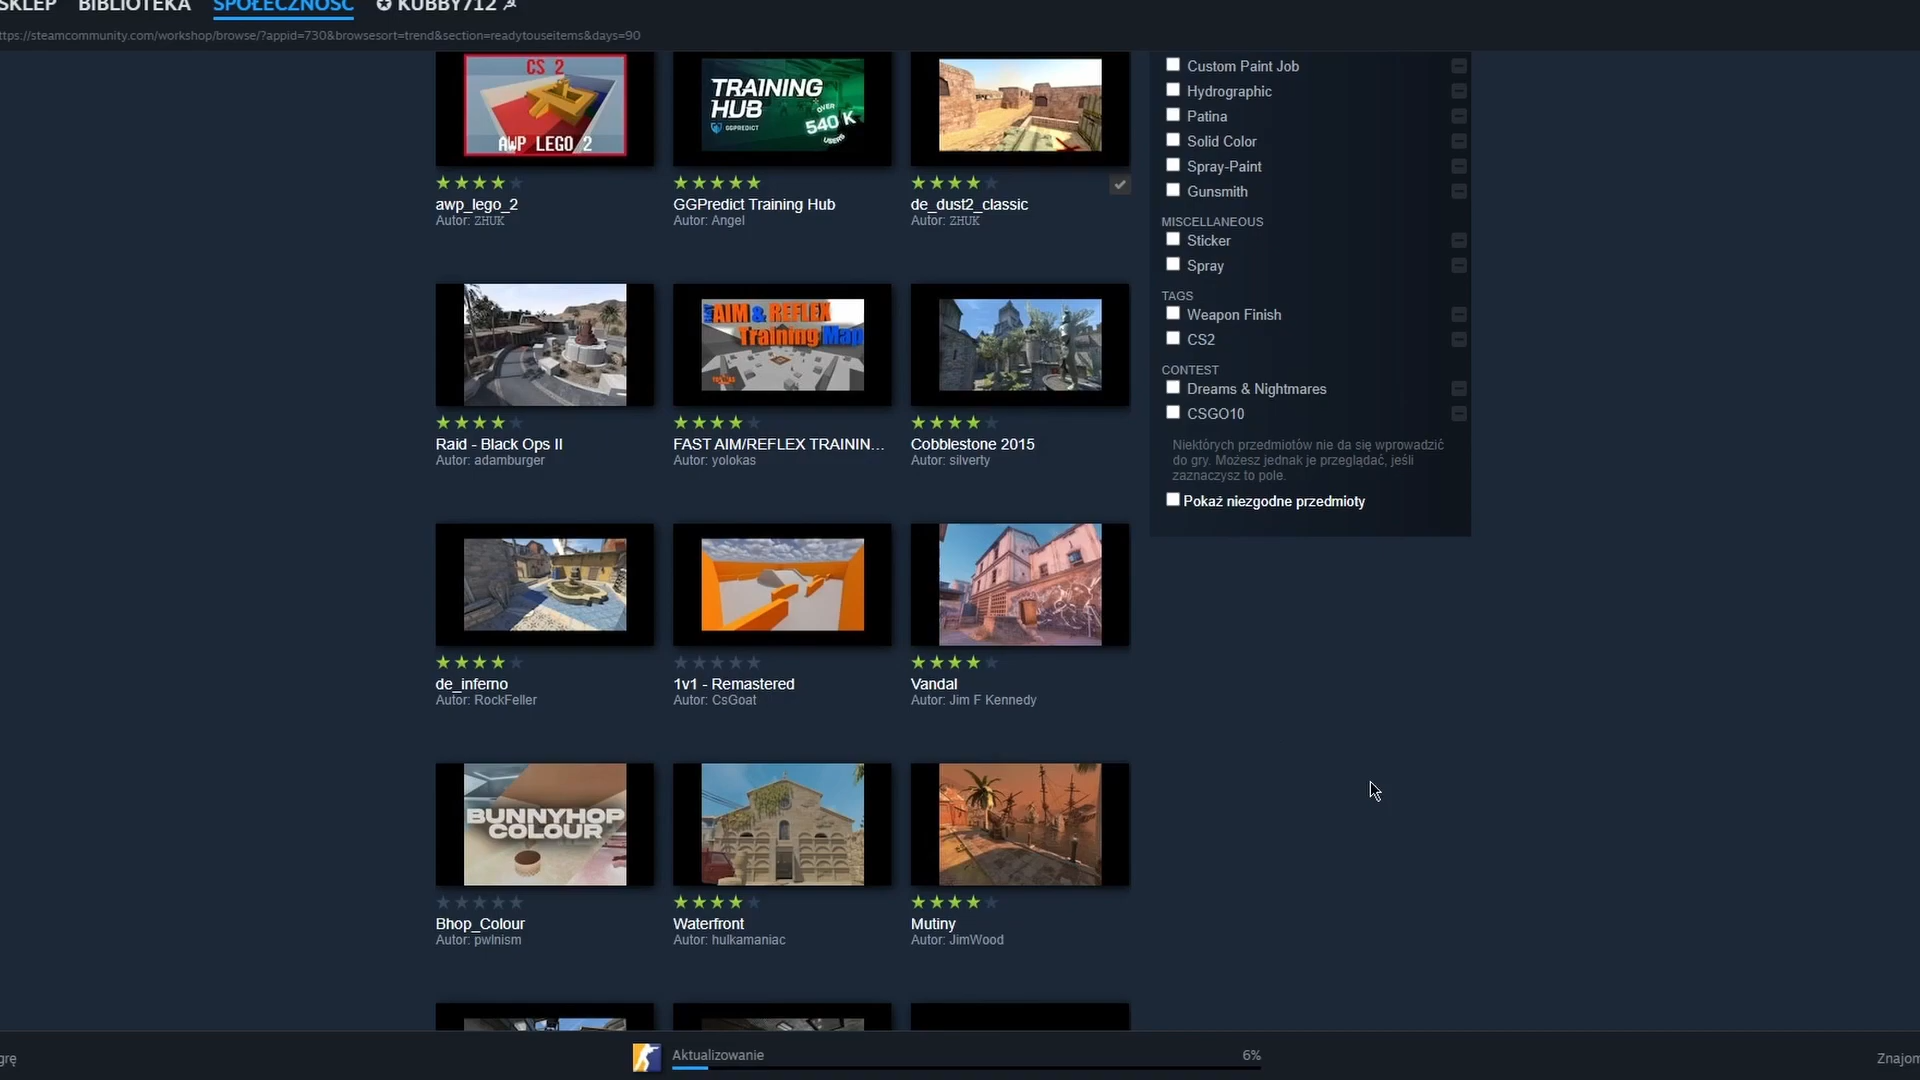 SKLEP BIBLIOTEKA SPOŁECZNOŚĆ KUBBY712
ttps://steamcommunity.com/workshop/browse/?appid=730&browsesort=trend&section=readytouseitems&days=90
CS 2
AWP LEGO 2
TRAINING
HUB
GGPREDICT
OVER
540 K
USERS
awp_lego_2
Autor: ZHUK
GGPredict Training Hub
Autor: Angel
de_dust2_classic
Autor: ZHUK
FAST AIM & REFLEX
Training Map
Raid - Black Ops II
Autor: adamburger
FAST AIM/REFLEX TRAININ...
Autor: yolokas
Cobblestone 2015
Autor: silverty
de_inferno
Autor: RockFeller
1v1 - Remastered
Autor: CsGoat
Vandal
Autor: Jim F Kennedy
BUNNYHOP
COLOUR
Bhop_Colour
Autor: pwlnism
Waterfront
Autor: hulkamaniac
Mutiny
Autor: JimWood
Custom Paint Job
Hydrographic
Patina
Solid Color
Spray-Paint
Gunsmith
MISCELLANEOUS
Sticker
Spray
TAGS
Weapon Finish
CS2
CONTEST
Dreams & Nightmares
CSGO10
Niektórych przedmiotów nie da się wprowadzić
do gry. Możesz jednak je przeglądać, jeśli
zaznaczysz to pole.
Pokaż niezgodne przedmioty
grę
Aktualizowanie 6%
Znajom